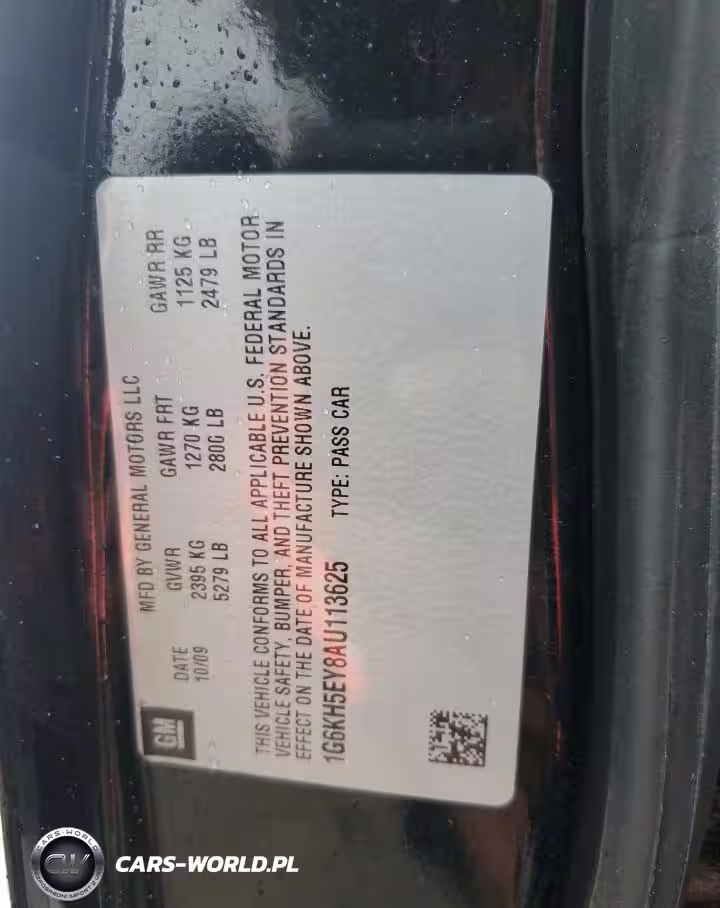 GM
MFD BY GENERAL MOTORS LLC
DATE GVWR GAWR FRT GAWR RR
10/09 2395 KG 1270 KG 1125 KG
5279 LB 2800 LB 2479 LB
THIS VEHICLE CONFORMS TO ALL APPLICABLE U.S. FEDERAL MOTOR
VEHICLE SAFETY, BUMPER, AND THEFT PREVENTION STANDARDS IN
EFFECT ON THE DATE OF MANUFACTURE SHOWN ABOVE.
1G6KH5EY8AU113625 TYPE: PASS CAR
CARS-WORLD
CW
CARS-WORLD.PL